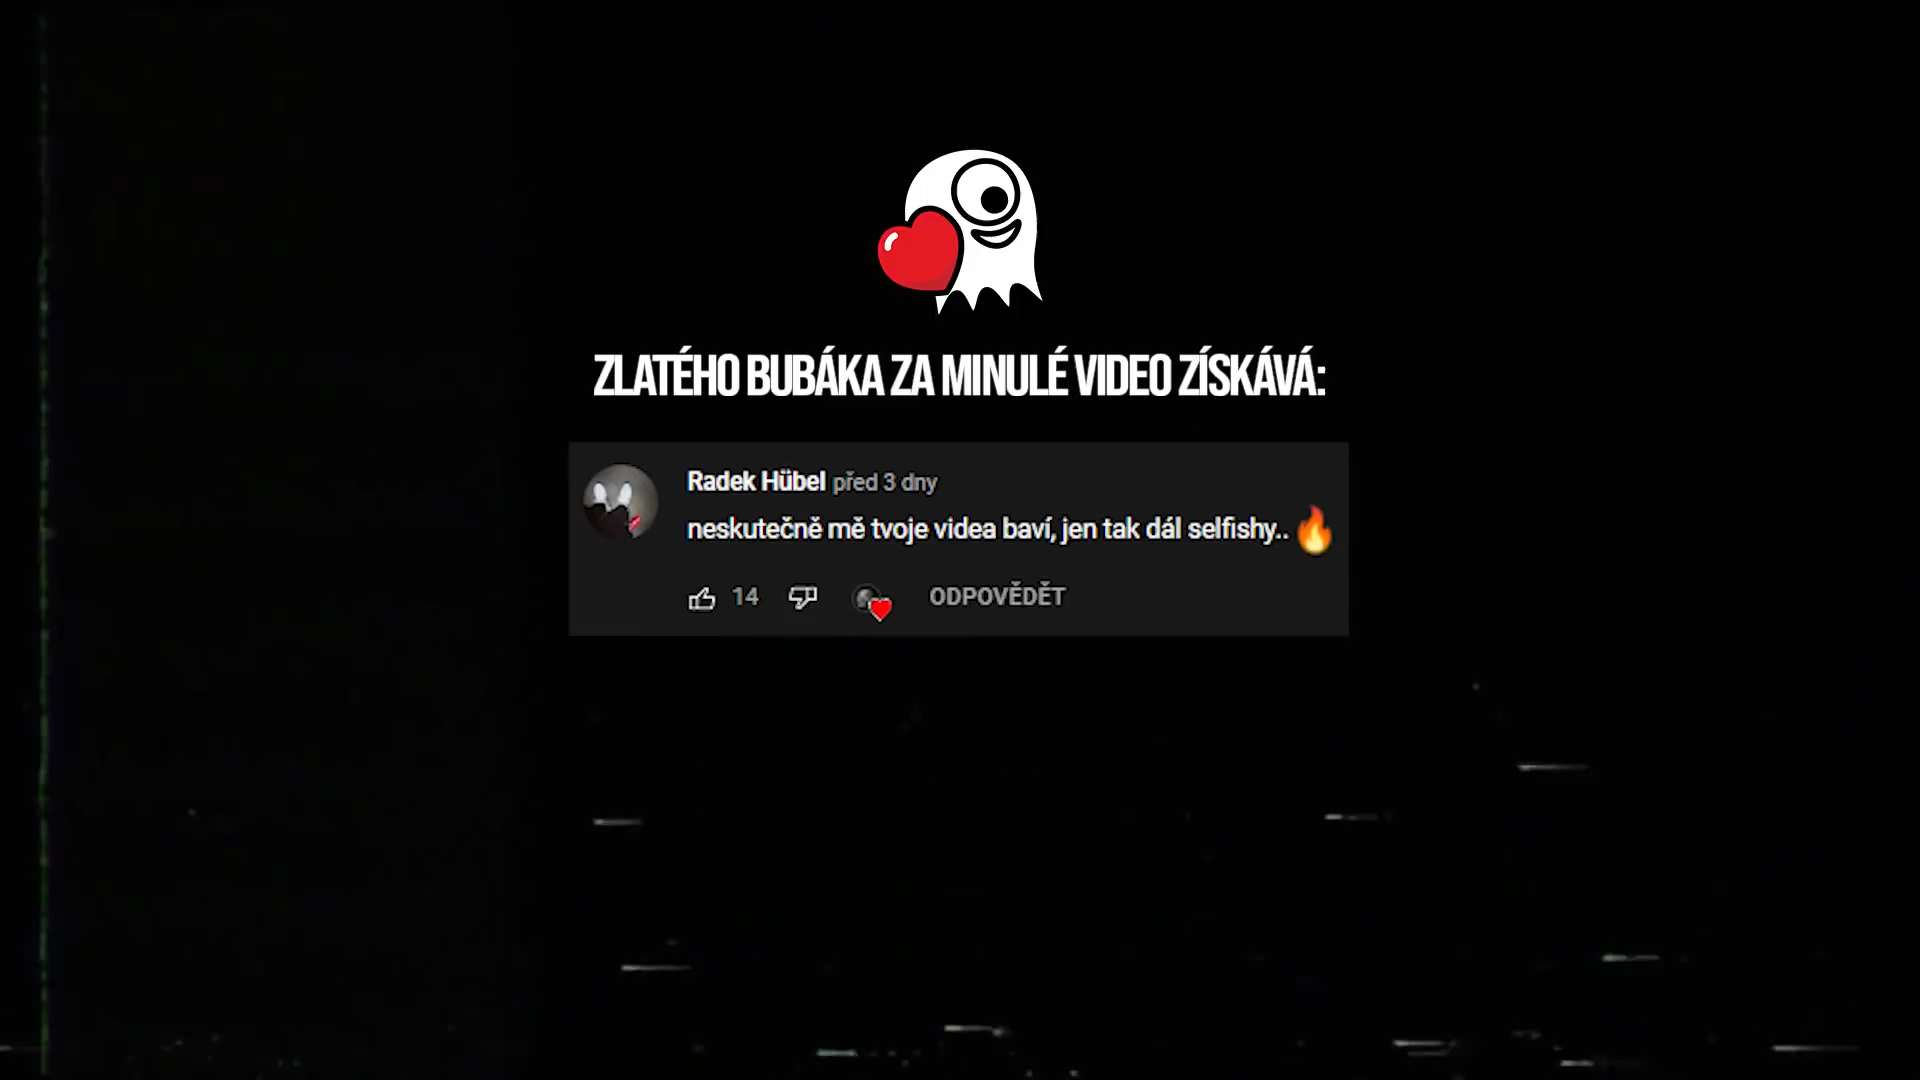 ZLATÉHO BUBÁKA ZA MINULÉ VIDEO ZÍSKÁVÁ:
Radek Hübel před 3 dny
neskutečně mě tvoje videa baví, jen tak dál selfishy.. 🔥
14 ODPOVĚDĚT